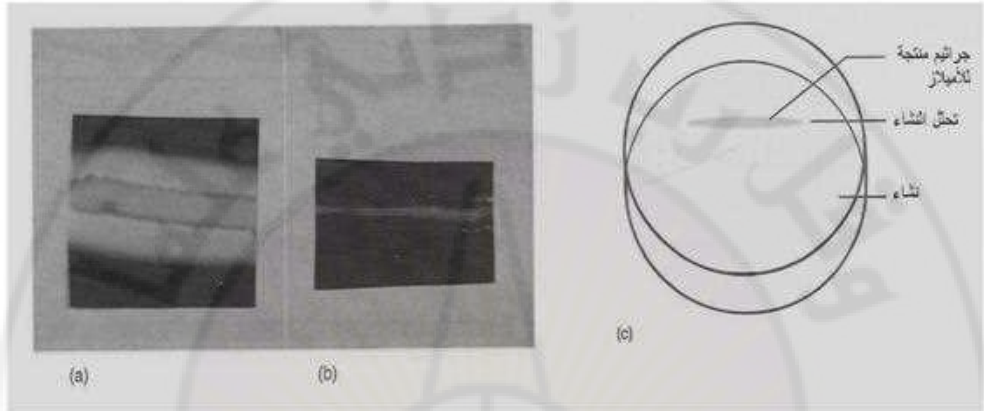 جراثيم منتجة
للأميلاز
تحلل النشاء
نشاء
(a)
(b)
(c)